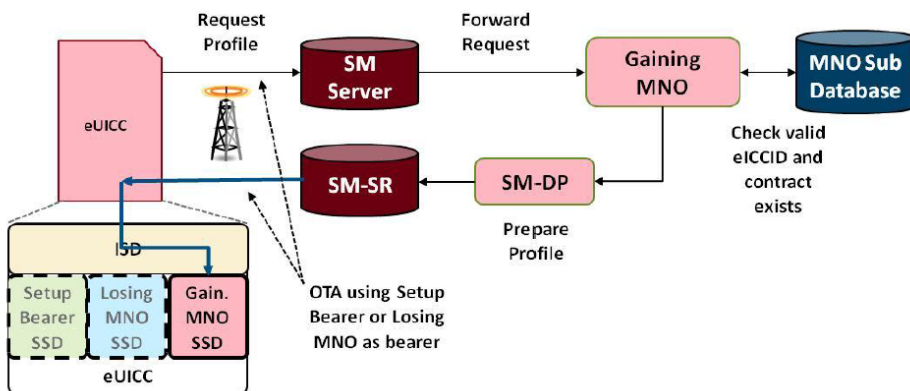 Request
Profile
Forward
Request
SM
Server
Gaining
MNO
MNO Sub
Database
eUICC
Check valid
eICCID and
contract
exists
SM-SR
SM-DP
Prepare
Profile
ISD
Setup
Bearer
SSD
Losing
MNO
SSD
Gain.
MNO
SSD
OTA using Setup
Bearer or Losing
MNO as bearer
eUICC